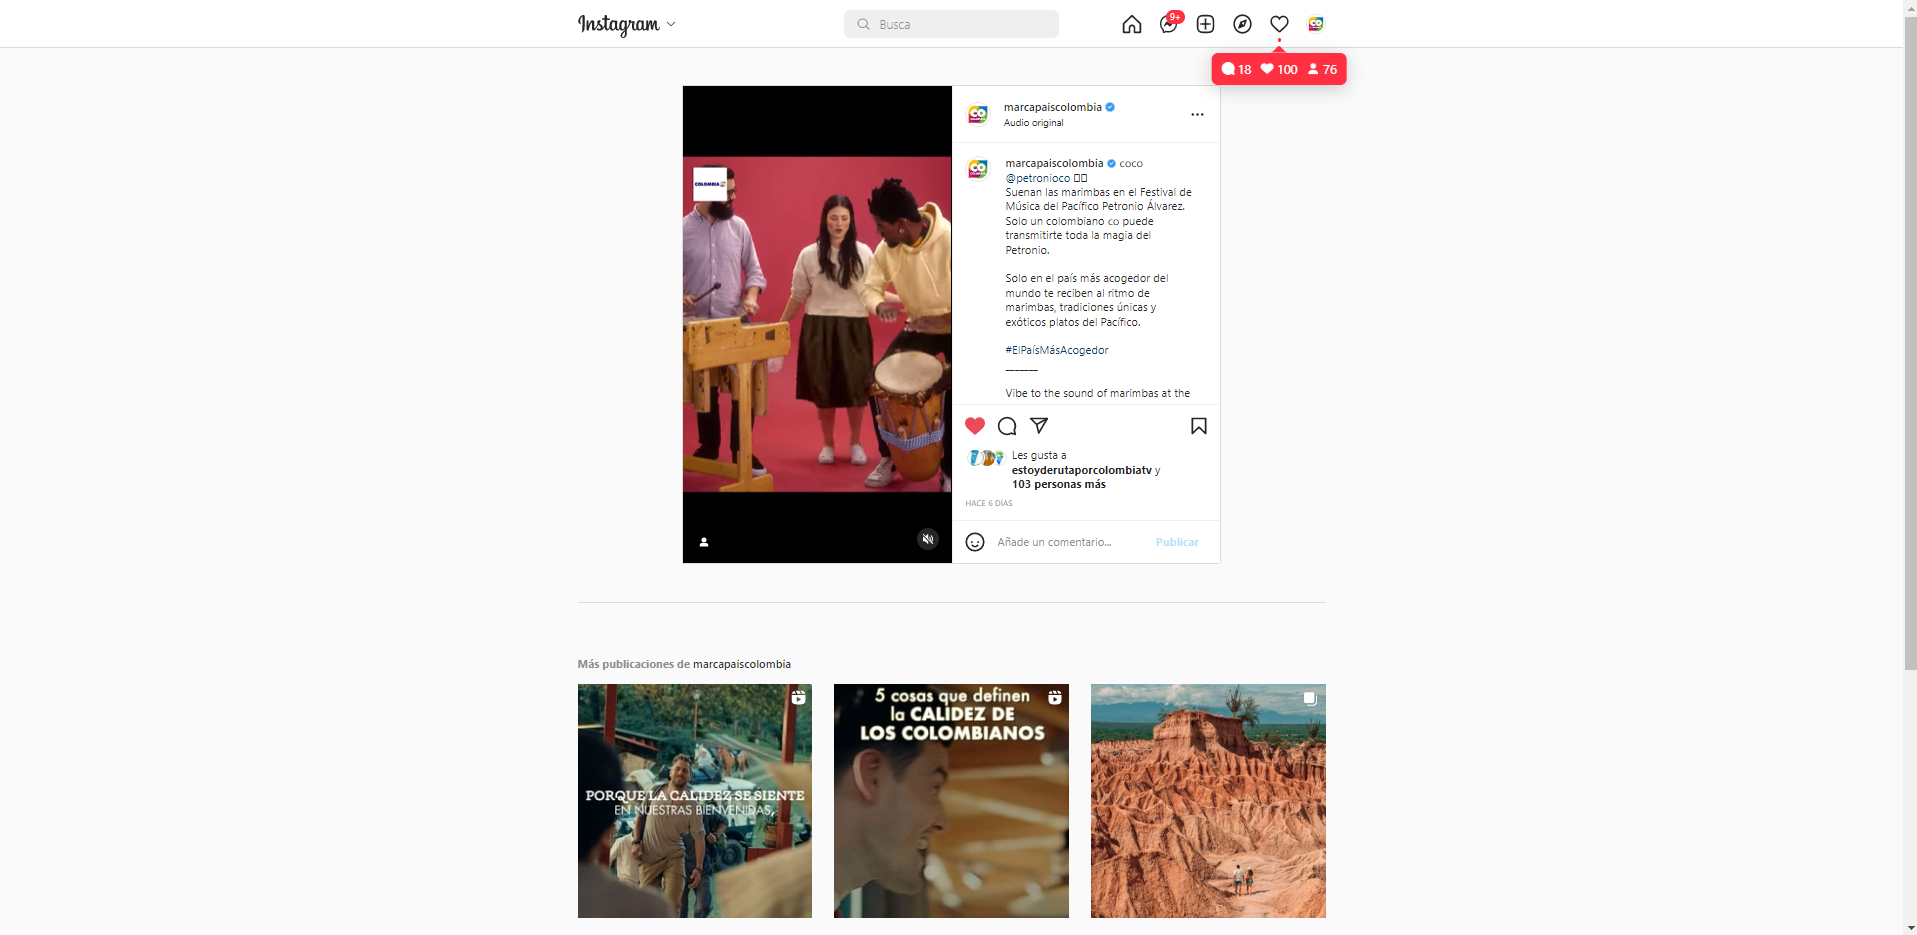 Instagram
Busca
9+
18 100 76
COLOMBIA
marcapaiscolombia
Audio original
marcapaiscolombia coco
@petronioco
Suenan las marimbas en el Festival de
Música del Pacífico Petronio Álvarez.
Solo un colombiano co puede
transmitirte toda la magia del
Petronio.
Solo en el país más acogedor del
mundo te reciben al ritmo de
marimbas, tradiciones únicas y
exóticos platos del Pacífico.
#ElPaísMásAcogedor
________
Vibe to the sound of marimbas at the
Les gusta a
estoyderutaporcolombiatv y
103 personas más
HACE 6 DÍAS
Añade un comentario...
Publicar
Más publicaciones de marcapaiscolombia
PORQUE LA CALIDEZ SE SIENTE
EN NUESTRAS BIENVENIDAS,
5 cosas que definen
la CALIDEZ DE
LOS COLOMBIANOS